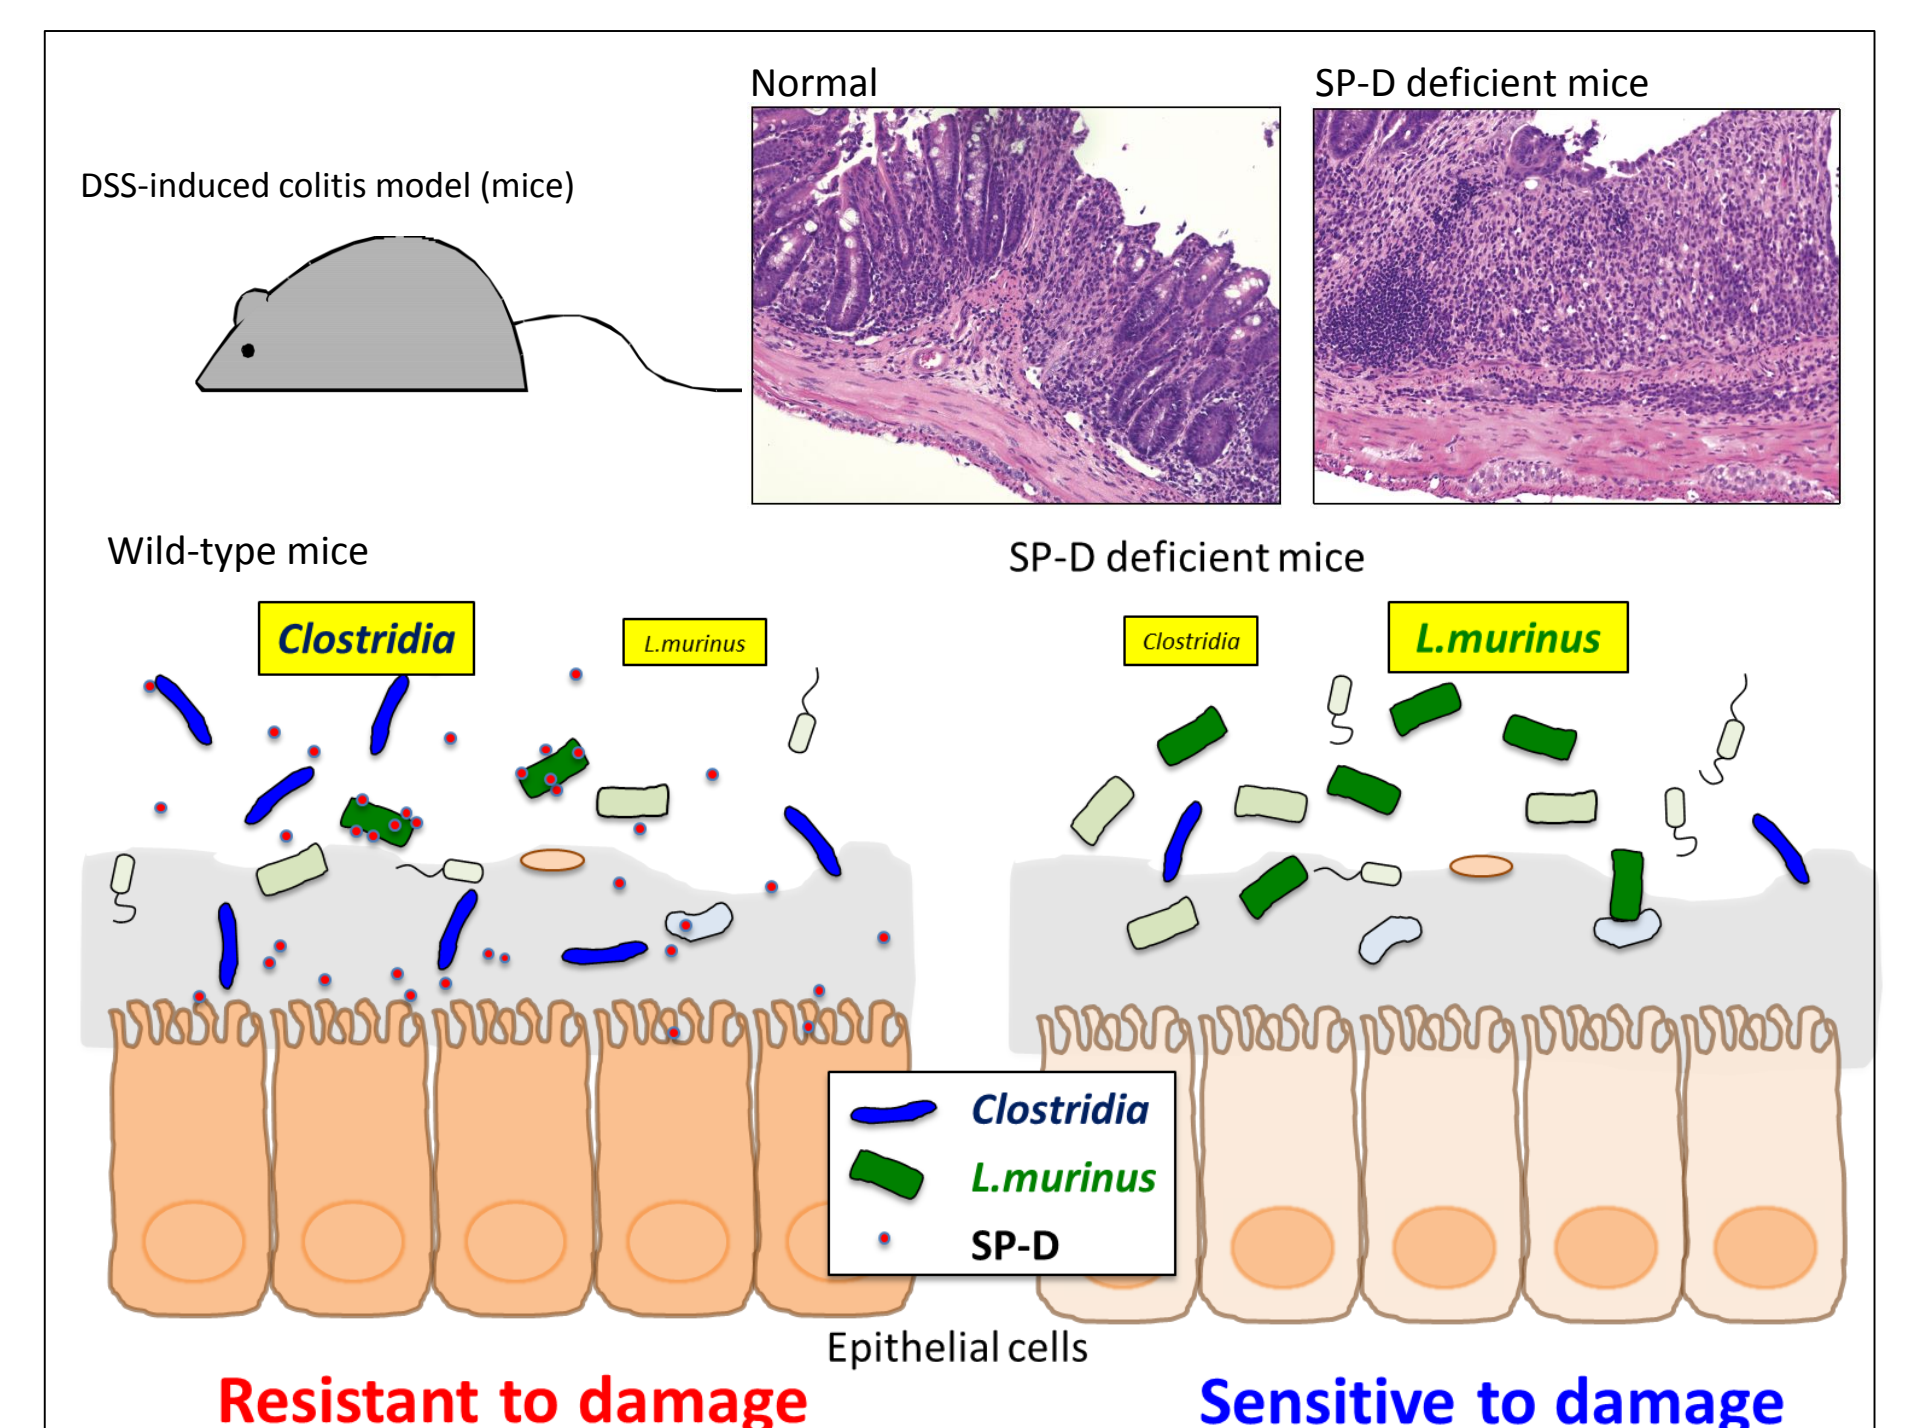 Normal
SP-D deficient mice
DSS-induced colitis model (mice)
Wild-type mice
SP-D deficient mice
Clostridia
L.murinus
Clostridia
L.murinus
Clostridia
L.murinus
SP-D
Epithelial cells
Resistant to damage
Sensitive to damage